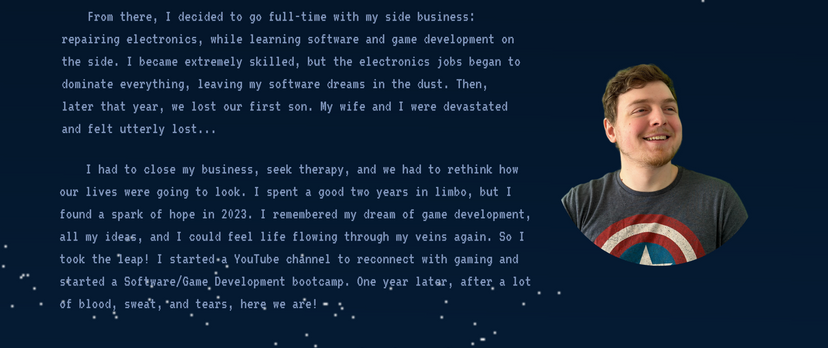 From there, I decided to go full-time with my side business:
repairing electronics, while learning software and game development on
the side. I became extremely skilled, but the electronics jobs began to
dominate everything, leaving my software dreams in the dust. Then,
later that year, we lost our first son. My wife and I were devastated
and felt utterly lost...
I had to close my business, seek therapy, and we had to rethink how
our lives were going to look. I spent a good two years in limbo, but I
found a spark of hope in 2023. I remembered my dream of game development,
all my ideas, and I could feel life flowing through my veins again. So I
took the leap! I started a YouTube channel to reconnect with gaming and
started a Software/Game Development bootcamp. One year later, after a lot
of blood, sweat, and tears, here we are!